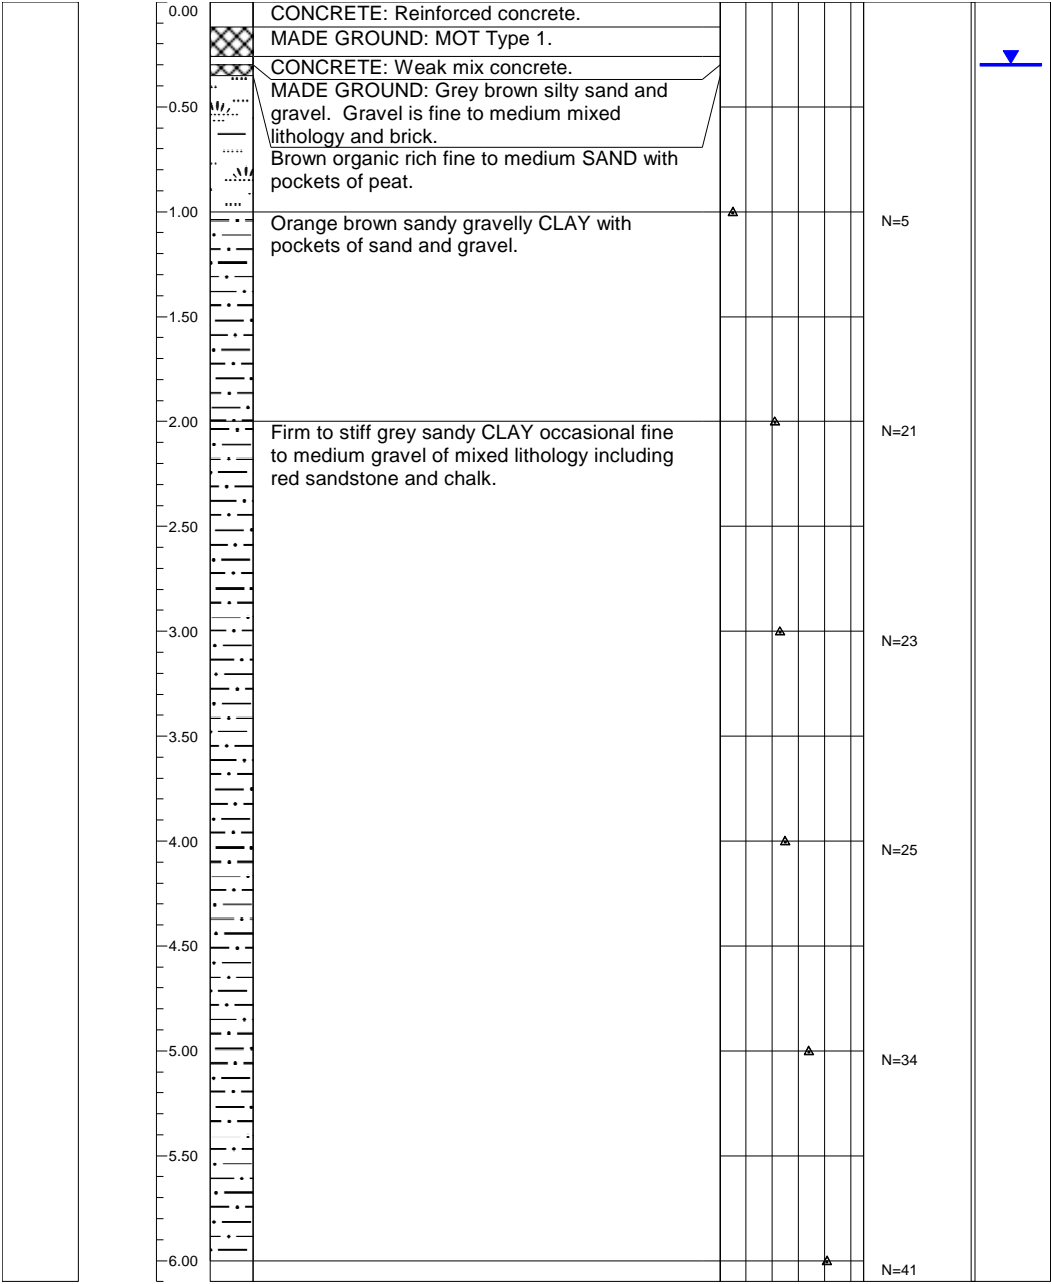 0.00
CONCRETE: Reinforced concrete.
MADE GROUND: MOT Type 1.
CONCRETE: Weak mix concrete.
MADE GROUND: Grey brown silty sand and
0.50
gravel. Gravel is fine to medium mixed
lithology and brick.
Brown organic rich fine to medium SAND with
pockets of peat.
1.00
N=5
Orange brown sandy gravelly CLAY with
pockets of sand and gravel.
1.50
2.00
N=21
Firm to stiff grey sandy CLAY occasional fine
to medium gravel of mixed lithology including
red sandstone and chalk.
2.50
3.00
N=23
3.50
4.00
N=25
4.50
5.00
N=34
5.50
6.00
N=41